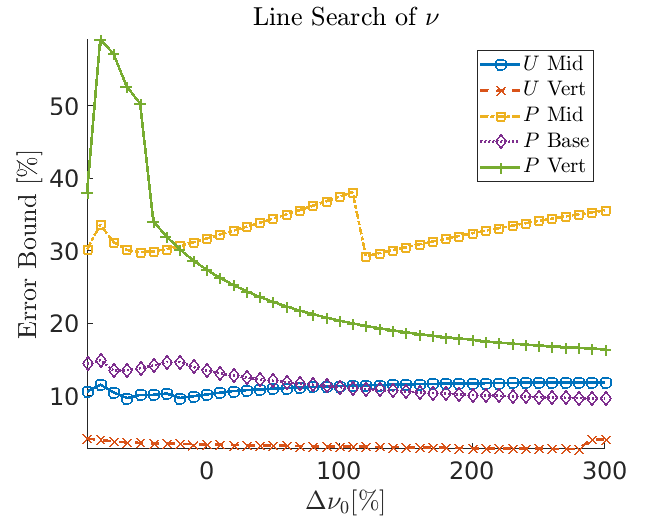 Line Search of ν
Error Bound [%]
50
40
30
20
10
0
100
200
300
Δν₀[%]
U Mid
U Vert
P Mid
P Base
P Vert